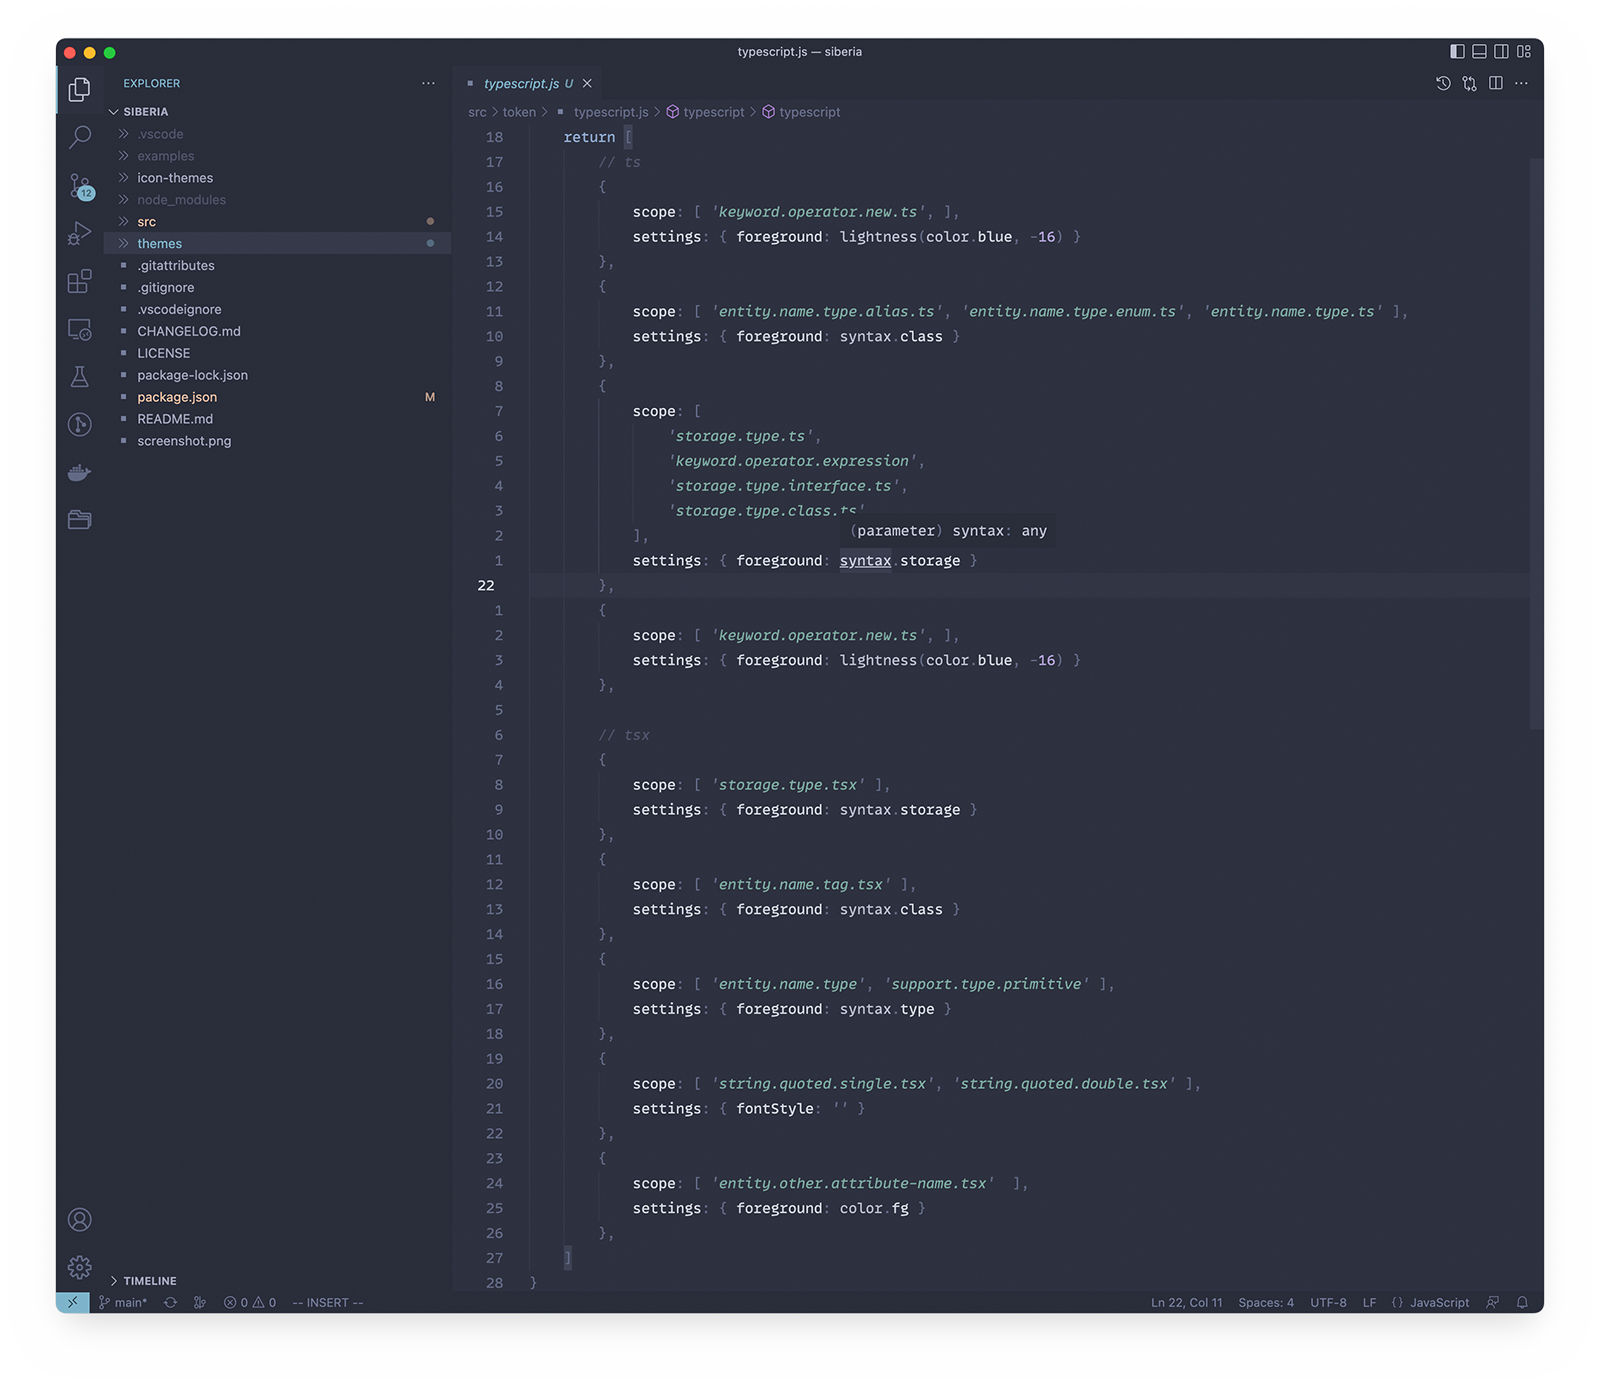 typescript.js — siberia
EXPLORER
SIBERIA
.vscode
examples
icon-themes
node_modules
src
themes
.gitattributes
.gitignore
.vscodeignore
CHANGELOG.md
LICENSE
package-lock.json
package.json M
README.md
screenshot.png
TIMELINE
12
typescript.js U
src > token > typescript.js > typescript > typescript
18 return [
17 // ts
16 {
15 scope: [ 'keyword.operator.new.ts', ],
14 settings: { foreground: lightness(color.blue, -16) }
13 },
12 {
11 scope: [ 'entity.name.type.alias.ts', 'entity.name.type.enum.ts', 'entity.name.type.ts' ],
10 settings: { foreground: syntax.class }
9 },
8 {
7 scope: [
6 'storage.type.ts',
5 'keyword.operator.expression',
4 'storage.type.interface.ts',
3 'storage.type.class.ts'
(parameter) syntax: any
2 ],
1 settings: { foreground: syntax.storage }
22 },
1 {
2 scope: [ 'keyword.operator.new.ts', ],
3 settings: { foreground: lightness(color.blue, -16) }
4 },
5
6 // tsx
7 {
8 scope: [ 'storage.type.tsx' ],
9 settings: { foreground: syntax.storage }
10 },
11 {
12 scope: [ 'entity.name.tag.tsx' ],
13 settings: { foreground: syntax.class }
14 },
15 {
16 scope: [ 'entity.name.type', 'support.type.primitive' ],
17 settings: { foreground: syntax.type }
18 },
19 {
20 scope: [ 'string.quoted.single.tsx', 'string.quoted.double.tsx' ],
21 settings: { fontStyle: '' }
22 },
23 {
24 scope: [ 'entity.other.attribute-name.tsx' ],
25 settings: { foreground: color.fg }
26 },
27 ]
28 }
main* 0 0 -- INSERT -- Ln 22, Col 11 Spaces: 4 UTF-8 LF {} JavaScript